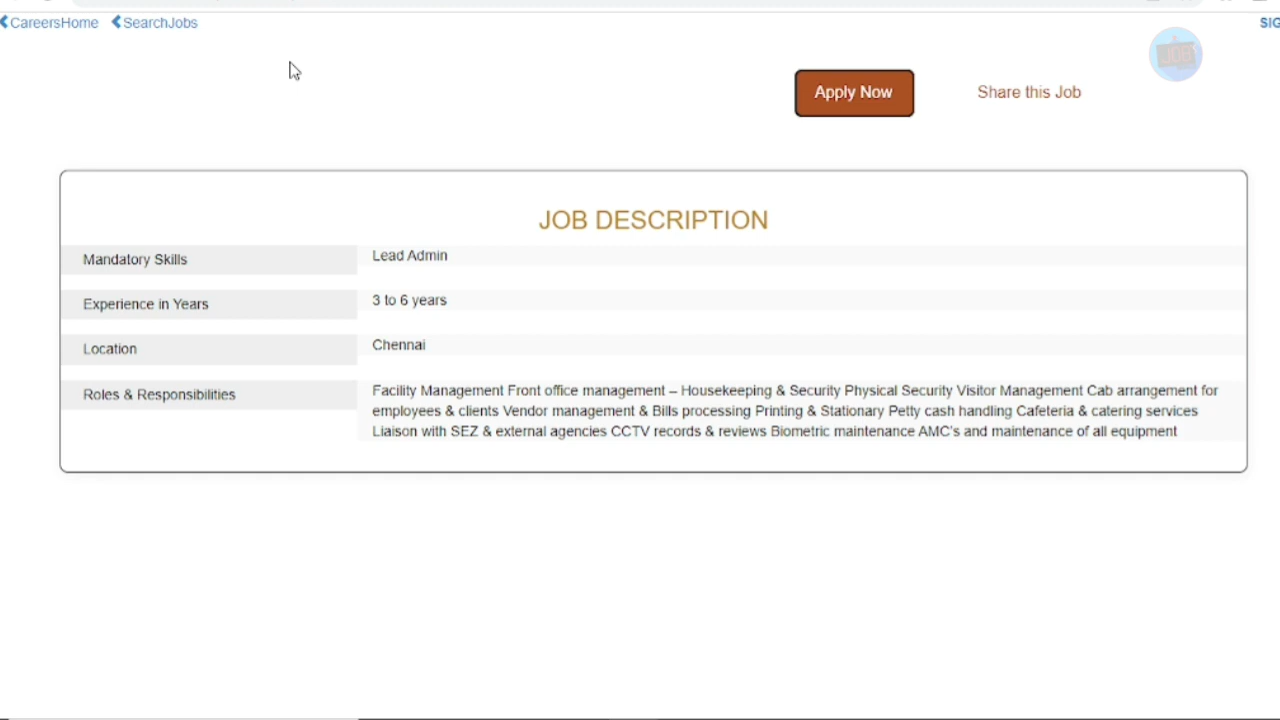 CareersHome SearchJobs SIG
JOB
Apply Now Share this Job
JOB DESCRIPTION
Mandatory Skills Lead Admin
Experience in Years 3 to 6 years
Location Chennai
Roles & Responsibilities Facility Management Front office management – Housekeeping & Security Physical Security Visitor Management Cab arrangement for
employees & clients Vendor management & Bills processing Printing & Stationary Petty cash handling Cafeteria & catering services
Liaison with SEZ & external agencies CCTV records & reviews Biometric maintenance AMC's and maintenance of all equipment